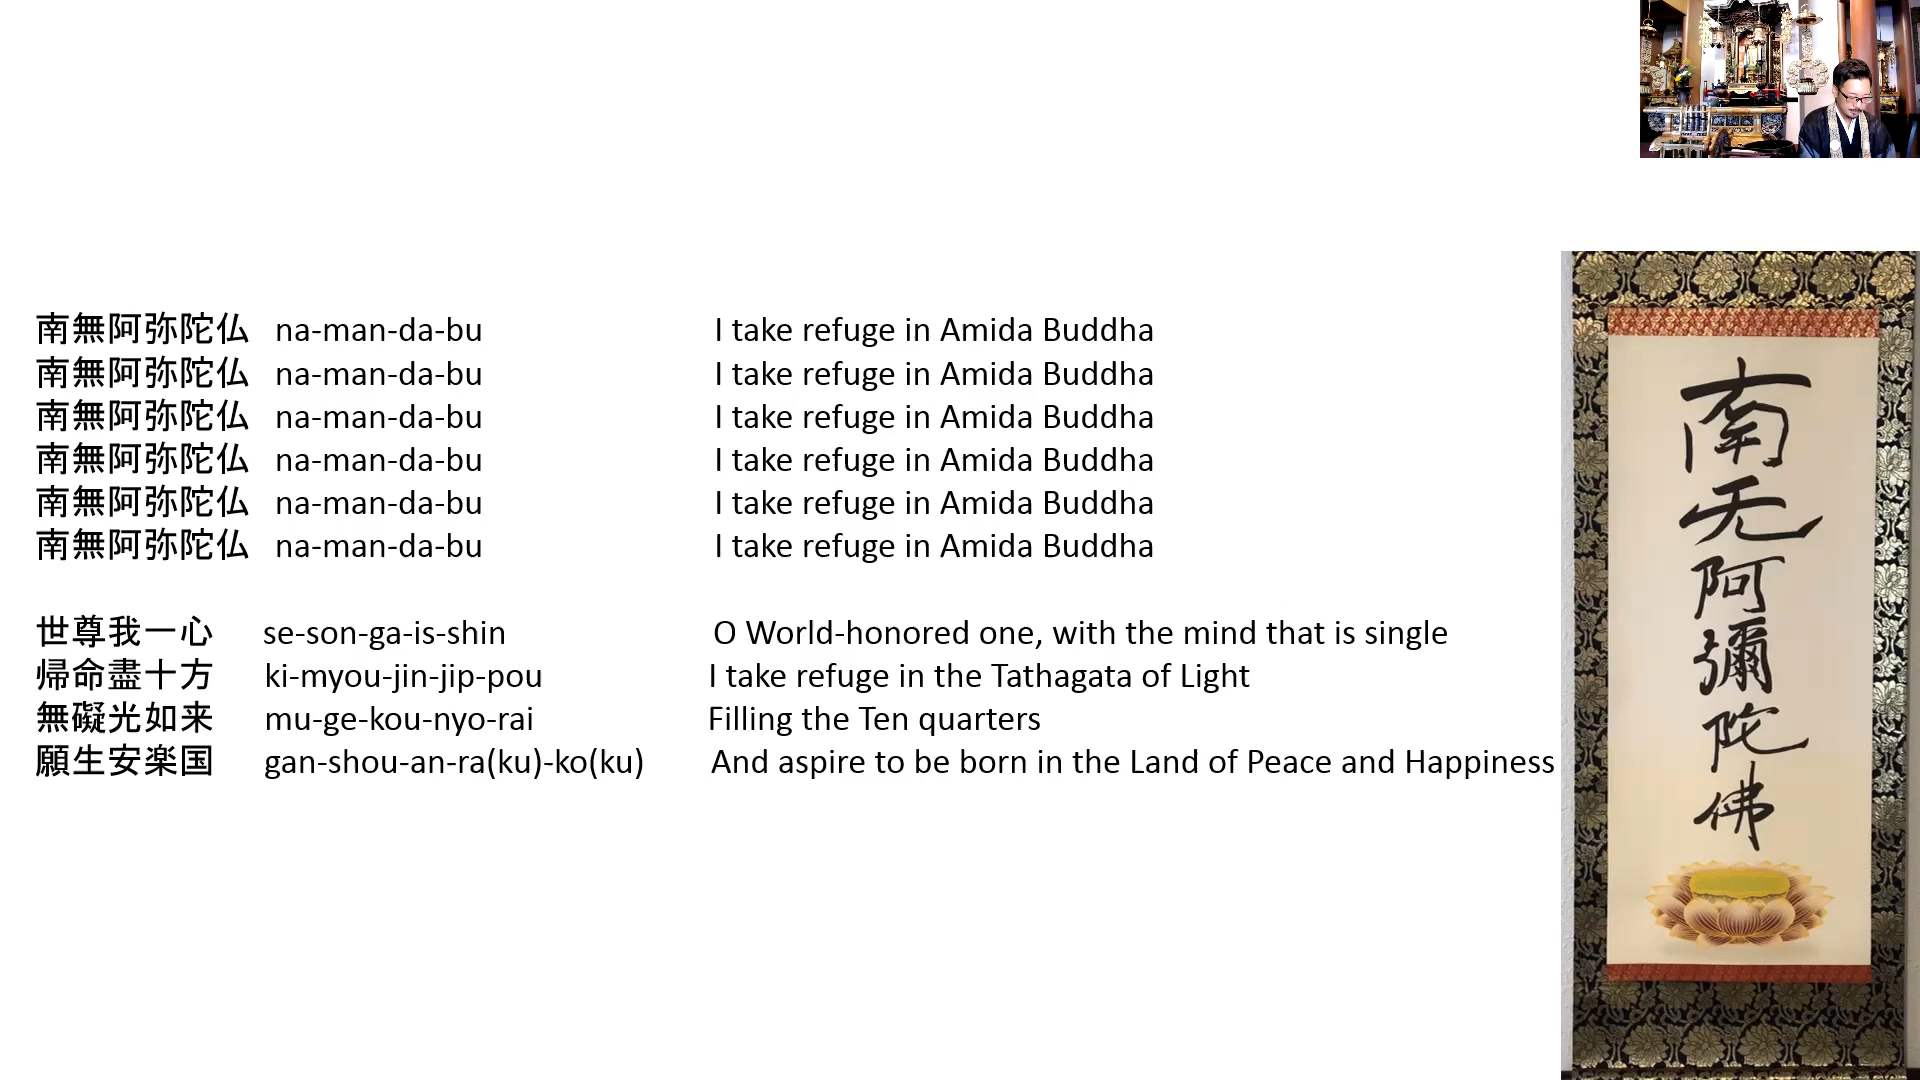 南無阿弥陀仏 na-man-da-bu I take refuge in Amida Buddha
南無阿弥陀仏 na-man-da-bu I take refuge in Amida Buddha
南無阿弥陀仏 na-man-da-bu I take refuge in Amida Buddha
南無阿弥陀仏 na-man-da-bu I take refuge in Amida Buddha
南無阿弥陀仏 na-man-da-bu I take refuge in Amida Buddha
南無阿弥陀仏 na-man-da-bu I take refuge in Amida Buddha
世尊我一心 se-son-ga-is-shin O World-honored one, with the mind that is single
帰命盡十方 ki-myou-jin-jip-pou I take refuge in the Tathagata of Light
無礙光如来 mu-ge-kou-nyo-rai Filling the Ten quarters
願生安楽国 gan-shou-an-ra(ku)-ko(ku) And aspire to be born in the Land of Peace and Happiness
南无阿彌陀佛